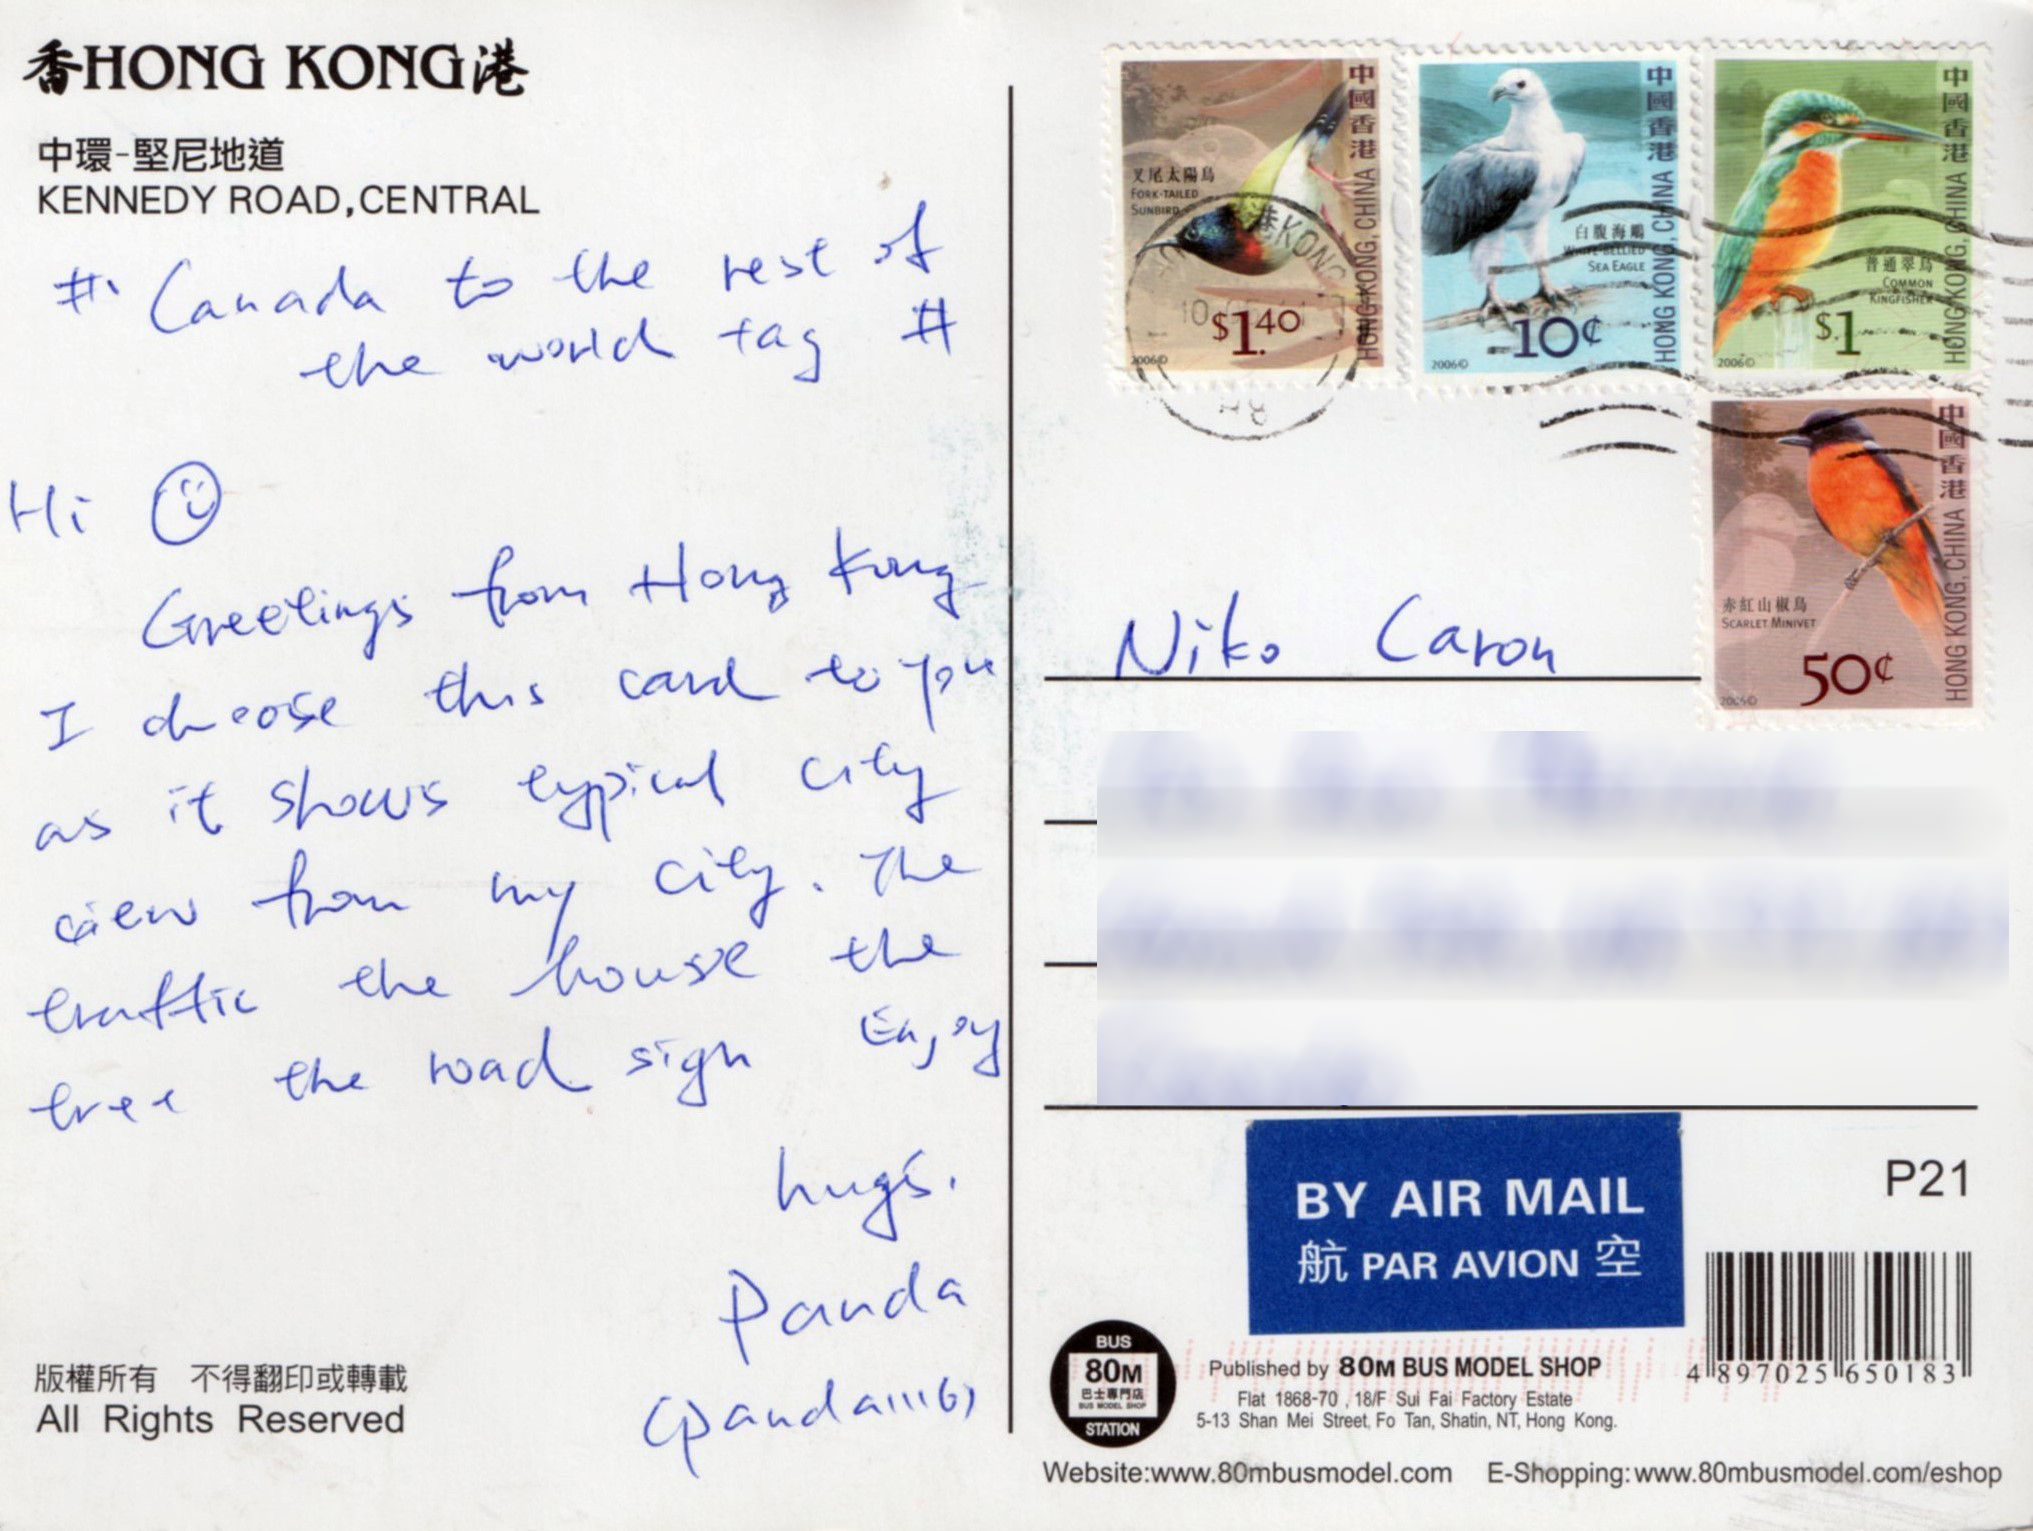 香HONG KONG港
中環-堅尼地道
KENNEDY ROAD, CENTRAL
# Canada to the rest of
the world tag #
Hi
Greetings from Hong Kong
I choose this card to you
as it shows typical city
view from my city. The
traffic the house the
tree the road sign Enjoy
hugs.
Panda
(panda1116)
版權所有 不得翻印或轉載
All Rights Reserved
中國香港
HONG KONG, CHINA
叉尾太陽鳥
FORK-TAILED
SUNBIRD
$1.40
2006©
中國香港
HONG KONG, CHINA
白腹海鵰
WHITE-BELLIED
SEA EAGLE
10¢
2006©
中國香港
HONG KONG, CHINA
普通翠鳥
COMMON
KINGFISHER
$1
2006©
中國香港
HONG KONG, CHINA
赤紅山椒鳥
SCARLET MINIVET
50¢
2006©
港KONG
Niko Caron
BY AIR MAIL
航 PAR AVION 空
P21
4 897025 650183
BUS
80M
巴士專門店
BUS MODEL SHOP
STATION
Published by 80M BUS MODEL SHOP
Flat 1868-70 , 18/F Sui Fai Factory Estate
5-13 Shan Mei Street, Fo Tan, Shatin, NT, Hong Kong.
Website:www.80mbusmodel.com E-Shopping:www.80mbusmodel.com/eshop